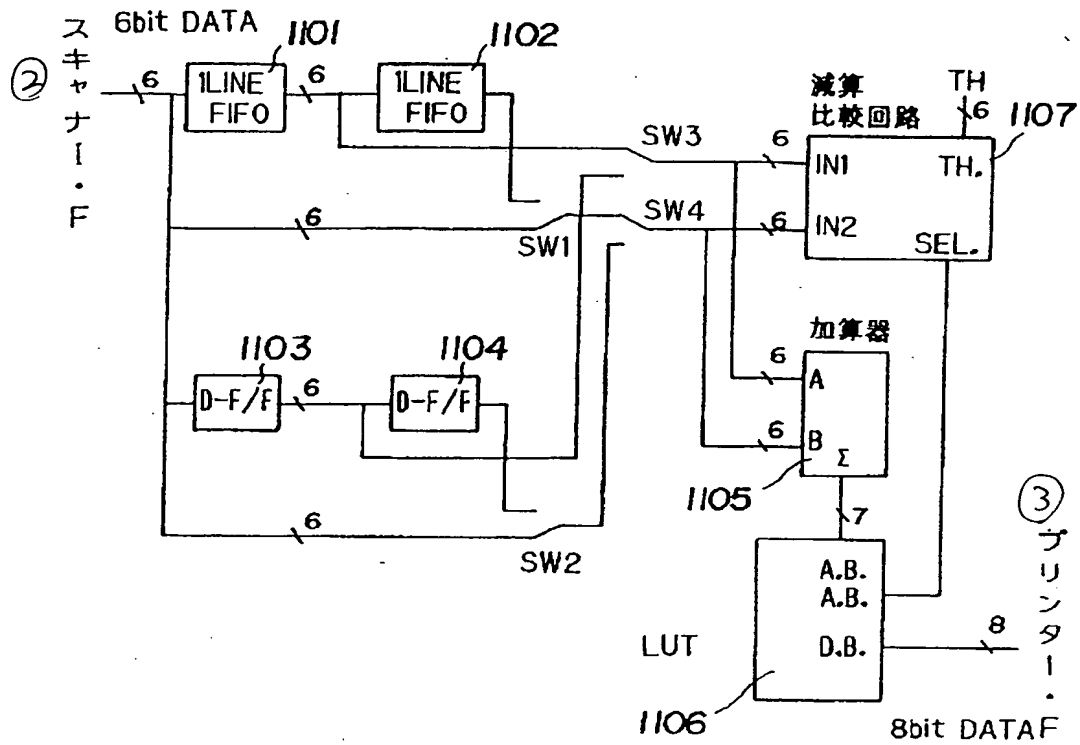 6bit DATA
② スキャナーI・F
6
1101
1LINE
FIFO
6
1102
1LINE
FIFO
SW3
6
減算
比較回路
TH
6
1107
IN1
TH.
6
SW1
SW4
6
IN2
SEL.
1103
D-F/F
6
1104
D-F/F
加算器
6
A
6
B
Σ
1105
7
6
SW2
③ プリンターI・F
A.B.
A.B.
LUT
D.B.
8
1106
8bit DATA